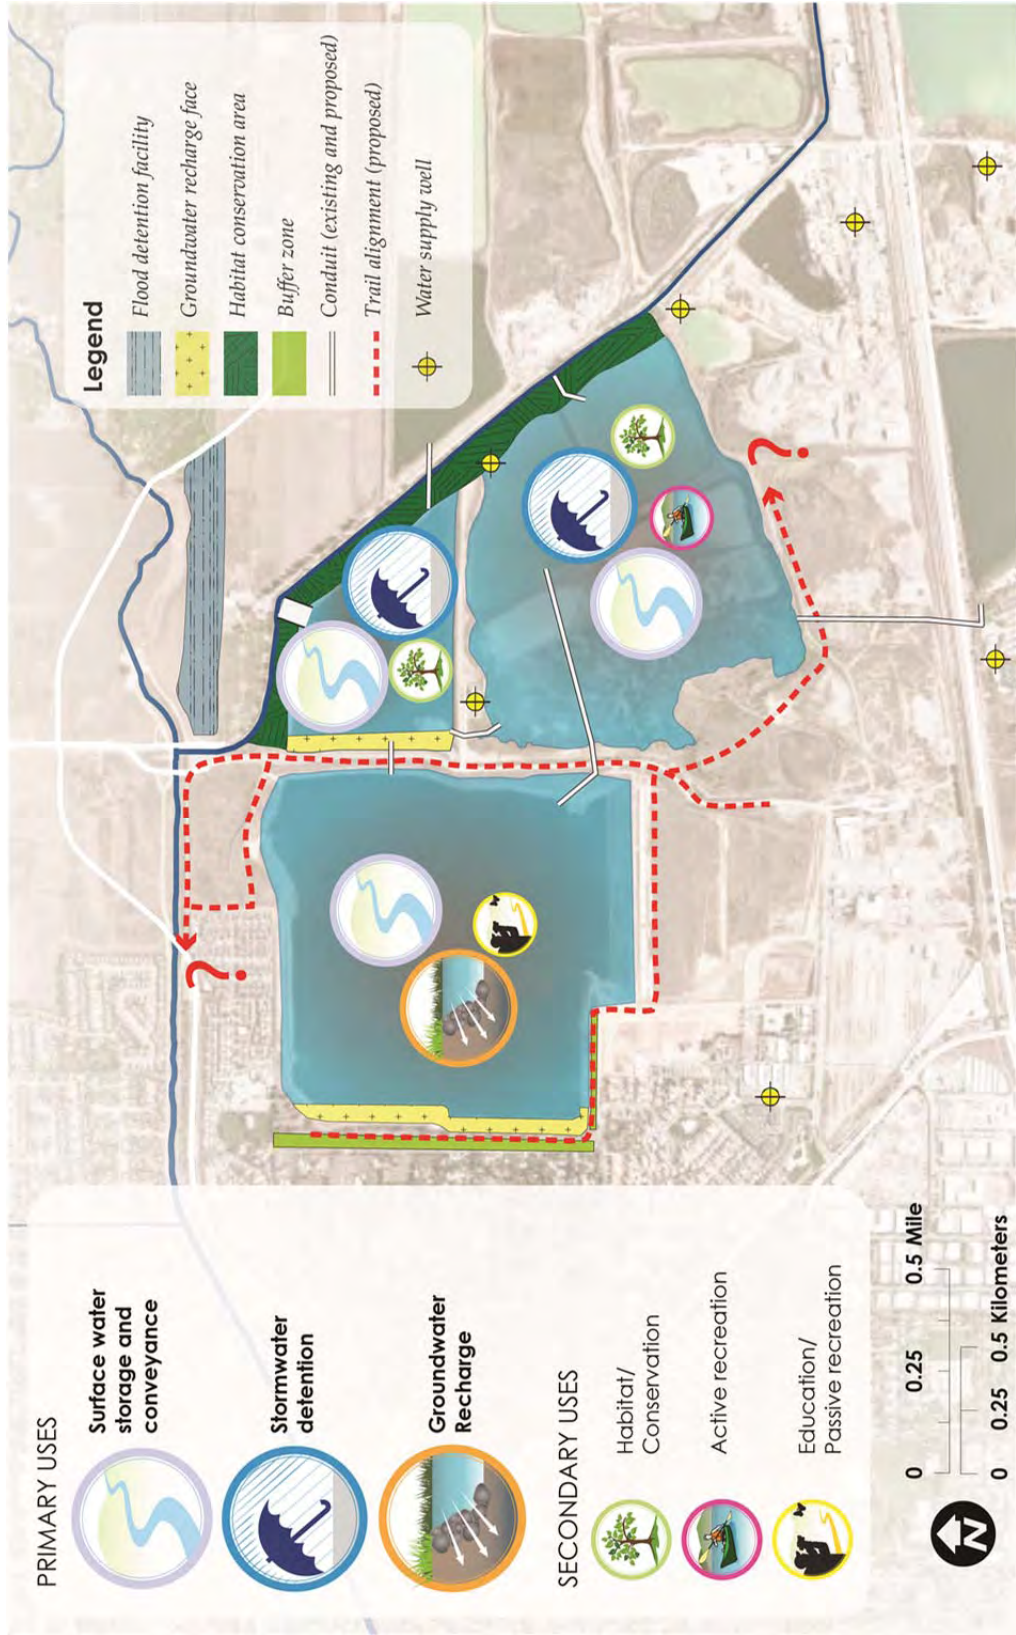 PRIMARY USES
Surface water
storage and
conveyance
Stormwater
detention
Groundwater
Recharge
SECONDARY USES
Habitat/
Conservation
Active recreation
Education/
Passive recreation
N
0 0.25 0.5 Mile
0 0.25 0.5 Kilometers
?
?
Legend
Flood detention facility
Groundwater recharge face
Habitat conservation area
Buffer zone
Conduit (existing and proposed)
Trail alignment (proposed)
Water supply well